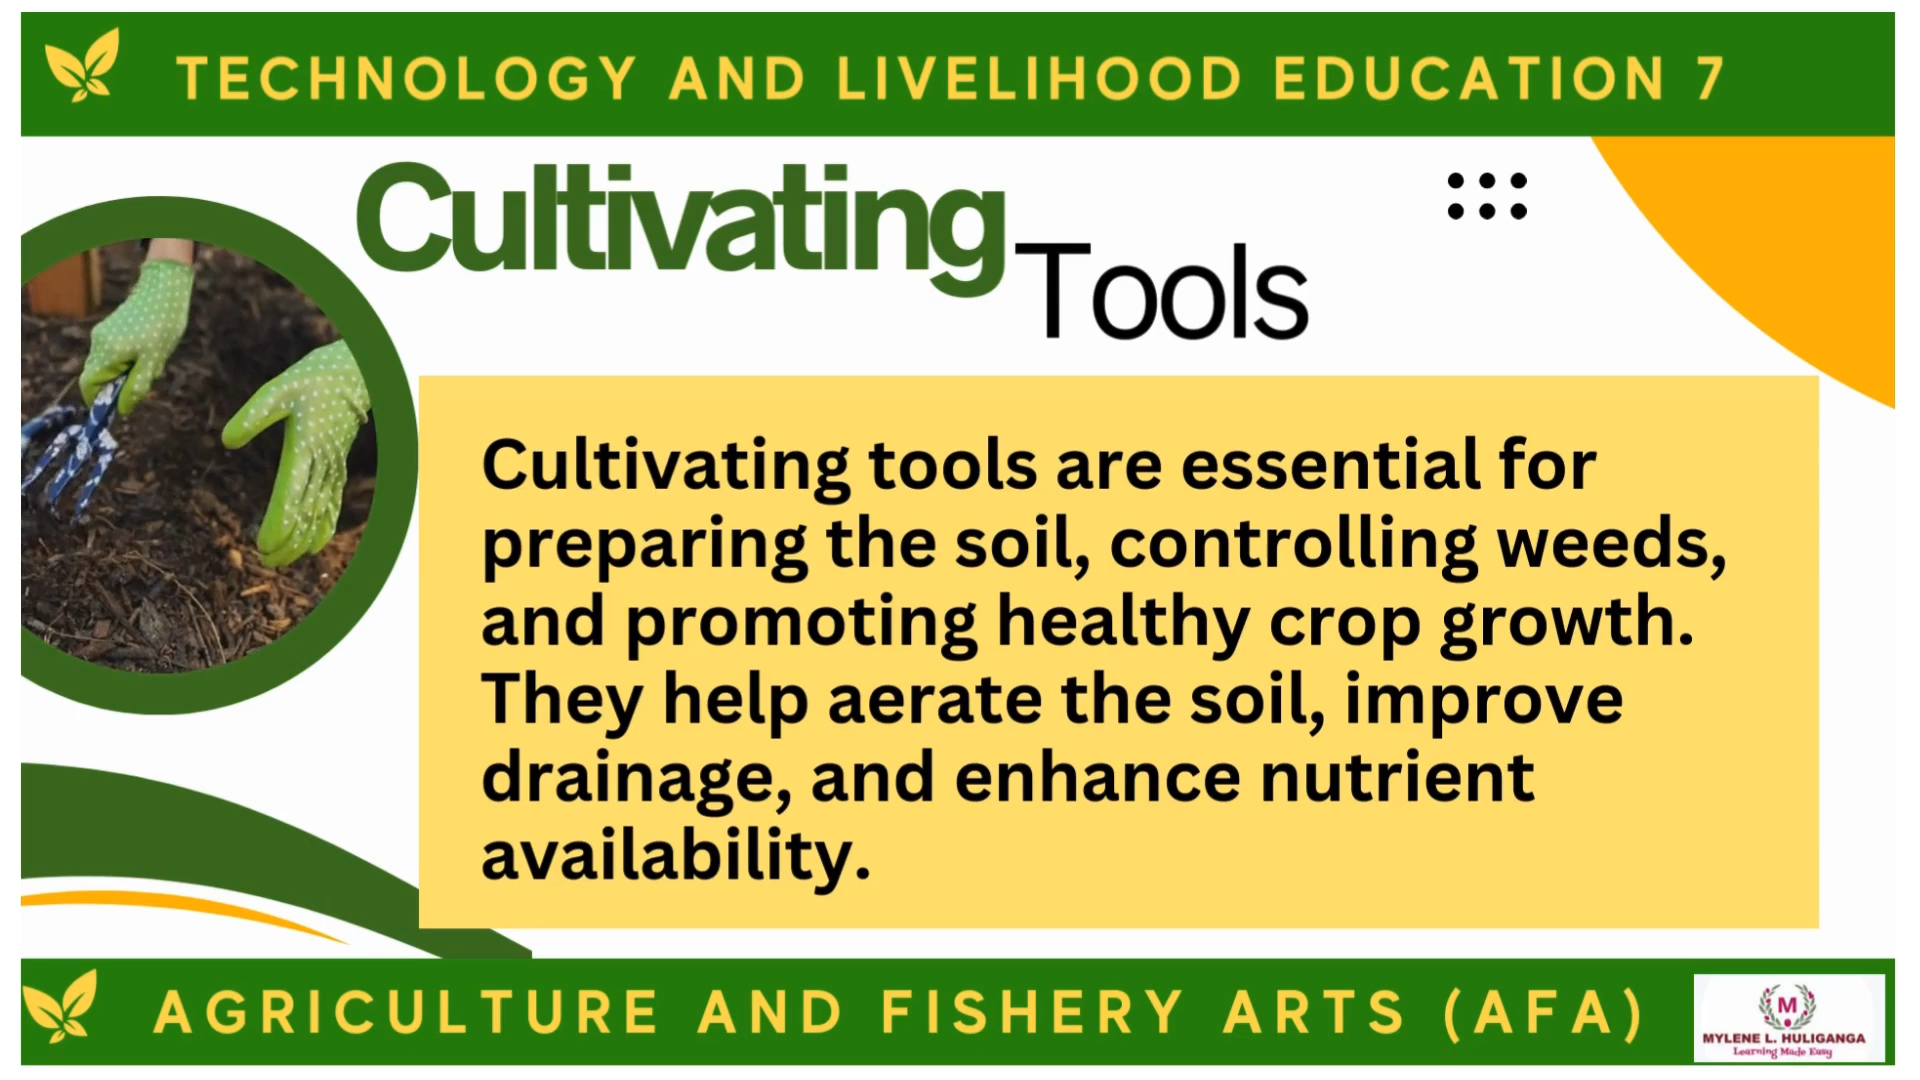 TECHNOLOGY AND LIVELIHOOD EDUCATION 7
Cultivating
Tools
Cultivating tools are essential for
preparing the soil, controlling weeds,
and promoting healthy crop growth.
They help aerate the soil, improve
drainage, and enhance nutrient
availability.
AGRICULTURE AND FISHERY ARTS (AFA)
M
MYLENE L. HULIGANGA
Learning Made Easy